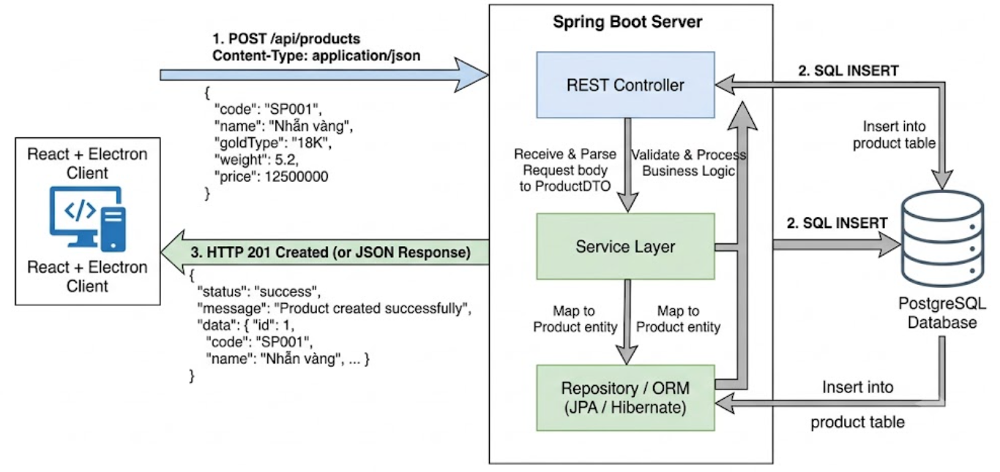 Spring Boot Server
1. POST /api/products
Content-Type: application/json
{
"code": "SP001",
"name": "Nhẫn vàng",
"goldType": "18K",
"weight": 5.2,
"price": 12500000
}
React + Electron
Client
</>
React + Electron
Client
3. HTTP 201 Created (or JSON Response)
{
"status": "success",
"message": "Product created successfully",
"data": { "id": 1,
"code": "SP001",
"name": "Nhẫn vàng", ... }
}
REST Controller
Receive & Parse
Request body
to ProductDTO
Validate & Process
Business Logic
Service Layer
Map to
Product entity
Map to
Product entity
Repository / ORM
(JPA / Hibernate)
2. SQL INSERT
Insert into
product table
2. SQL INSERT
PostgreSQL
Database
Insert into
product table